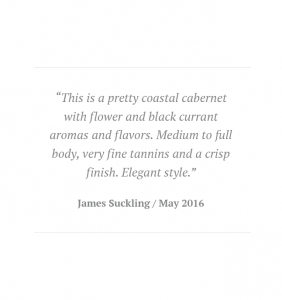 “This is a pretty coastal cabernet
with flower and black currant
aromas and flavors. Medium to full
body, very fine tannins and a crisp
finish. Elegant style.”
James Suckling / May 2016